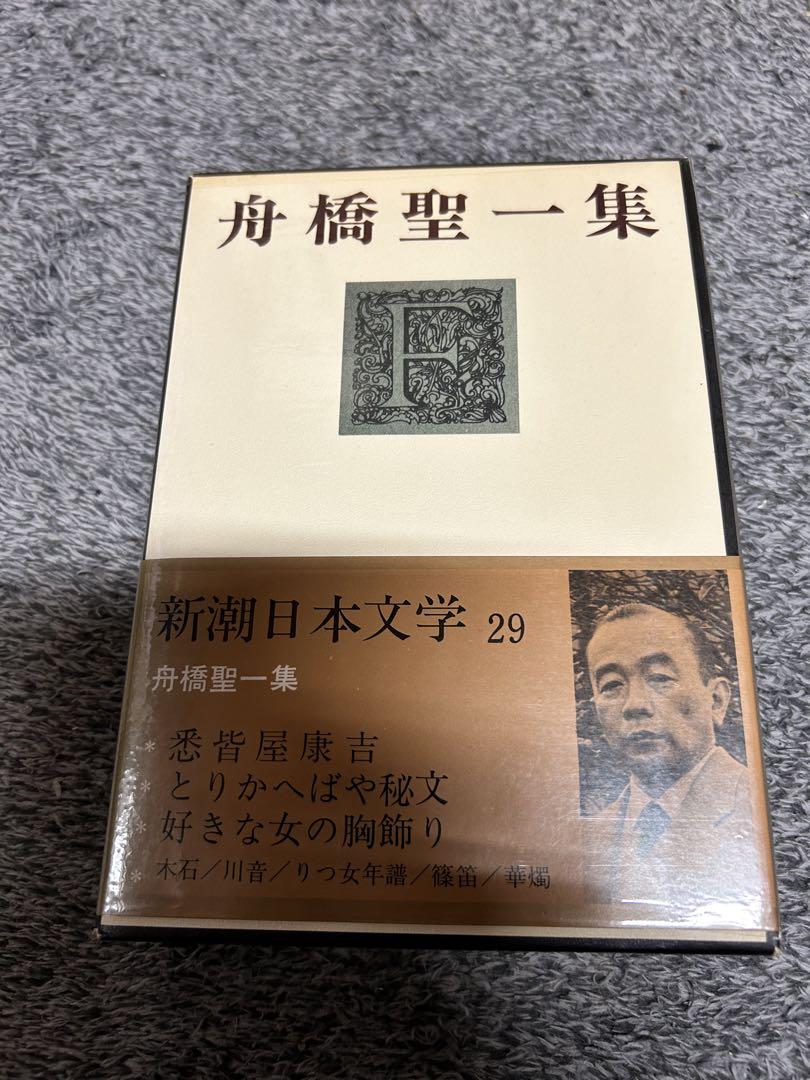 舟橋聖一集
F
新潮日本文学 29
舟橋聖一集
* 悉皆屋康吉
* とりかへばや秘文
* 好きな女の胸飾り
* 木石/川音/りつ女年譜/篠笛/華燭